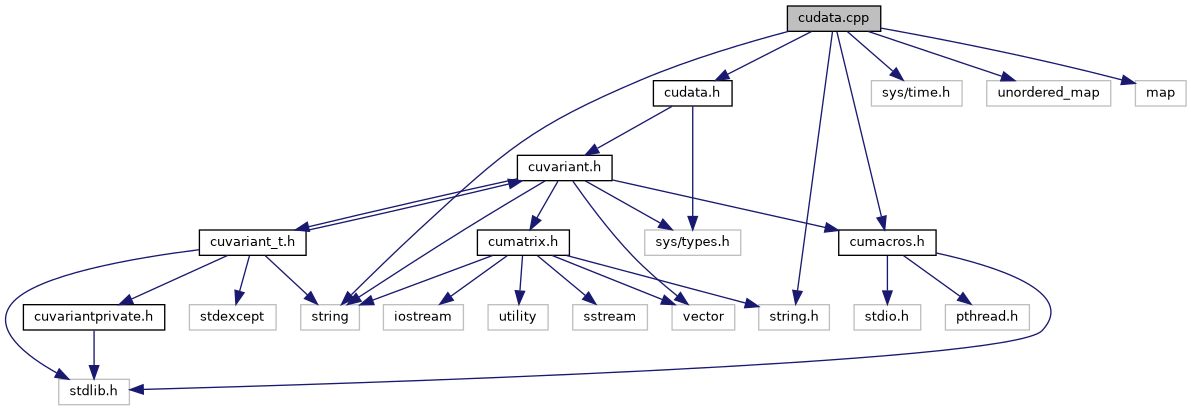 cudata.cpp
cudata.h
sys/time.h
unordered_map
map
cuvariant.h
cuvariant_t.h
cumatrix.h
sys/types.h
cumacros.h
cuvariantprivate.h
stdexcept
string
iostream
utility
sstream
vector
string.h
stdio.h
pthread.h
stdlib.h